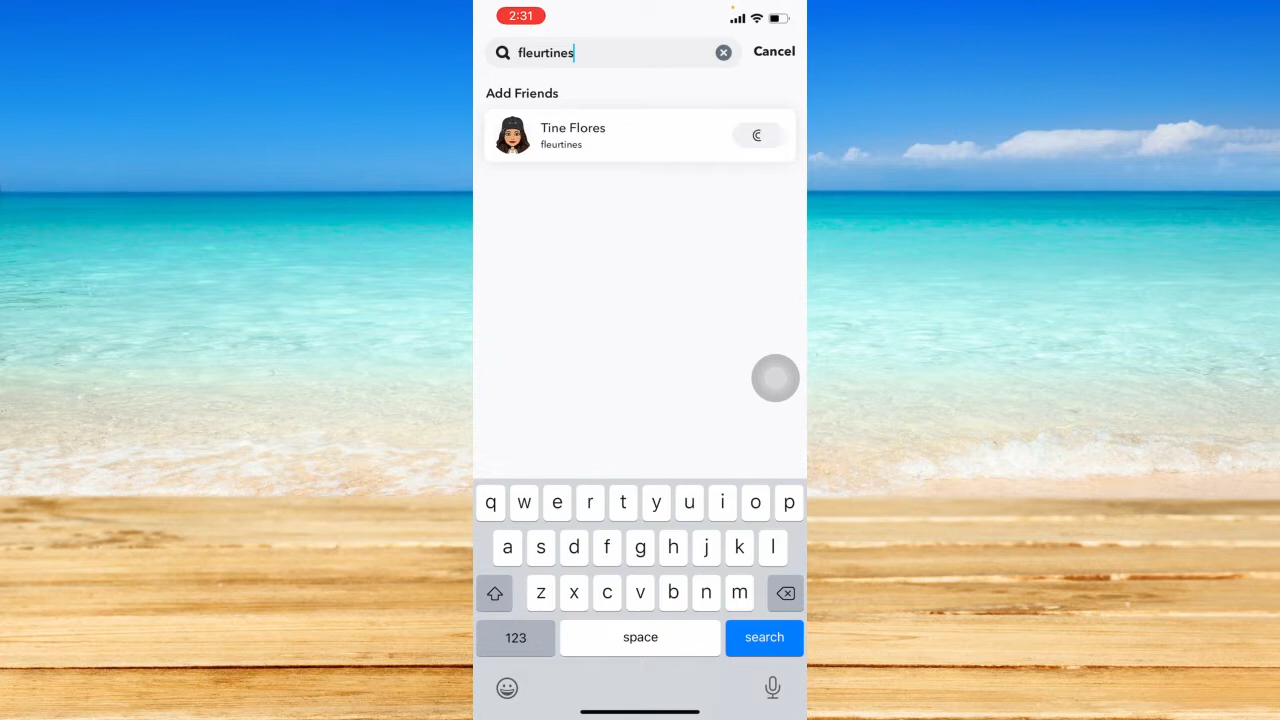 2:31
fleurtines
Cancel
Add Friends
Tine Flores
fleurtines
q w e r t y u i o p
a s d f g h j k l
z x c v b n m
123 space search